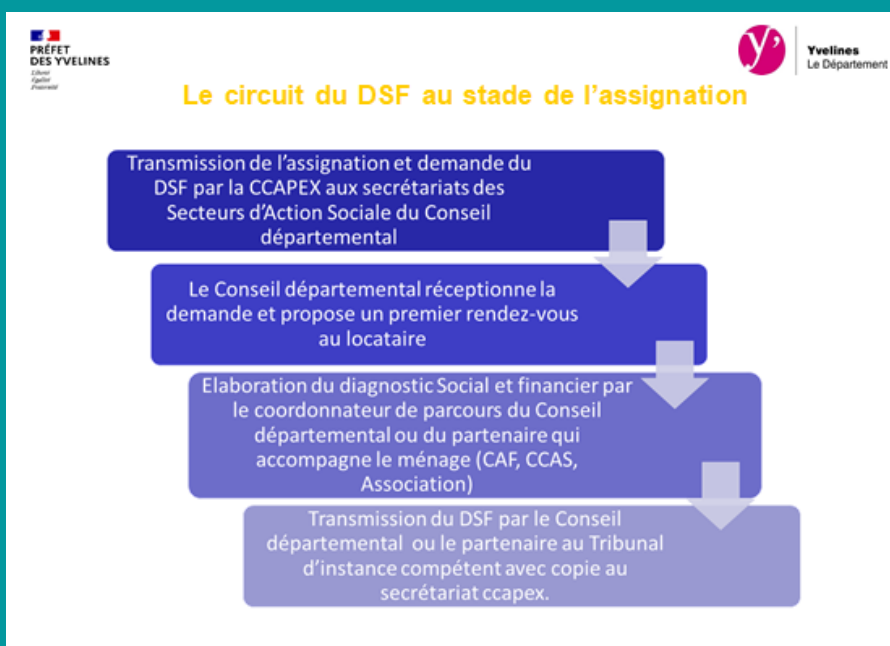 PRÉFET
DES YVELINES
Liberté
Égalité
Fraternité
y'
Yvelines
Le Département
Le circuit du DSF au stade de l'assignation
Transmission de l'assignation et demande du
DSF par la CCAPEX aux secrétariats des
Secteurs d'Action Sociale du Conseil
départemental
Le Conseil départemental réceptionne la
demande et propose un premier rendez-vous
au locataire
Elaboration du diagnostic Social et financier par
le coordonnateur de parcours du Conseil
départemental ou du partenaire qui
accompagne le ménage (CAF, CCAS,
Association)
Transmission du DSF par le Conseil
départemental ou le partenaire au Tribunal
d'instance compétent avec copie au
secrétariat ccapex.